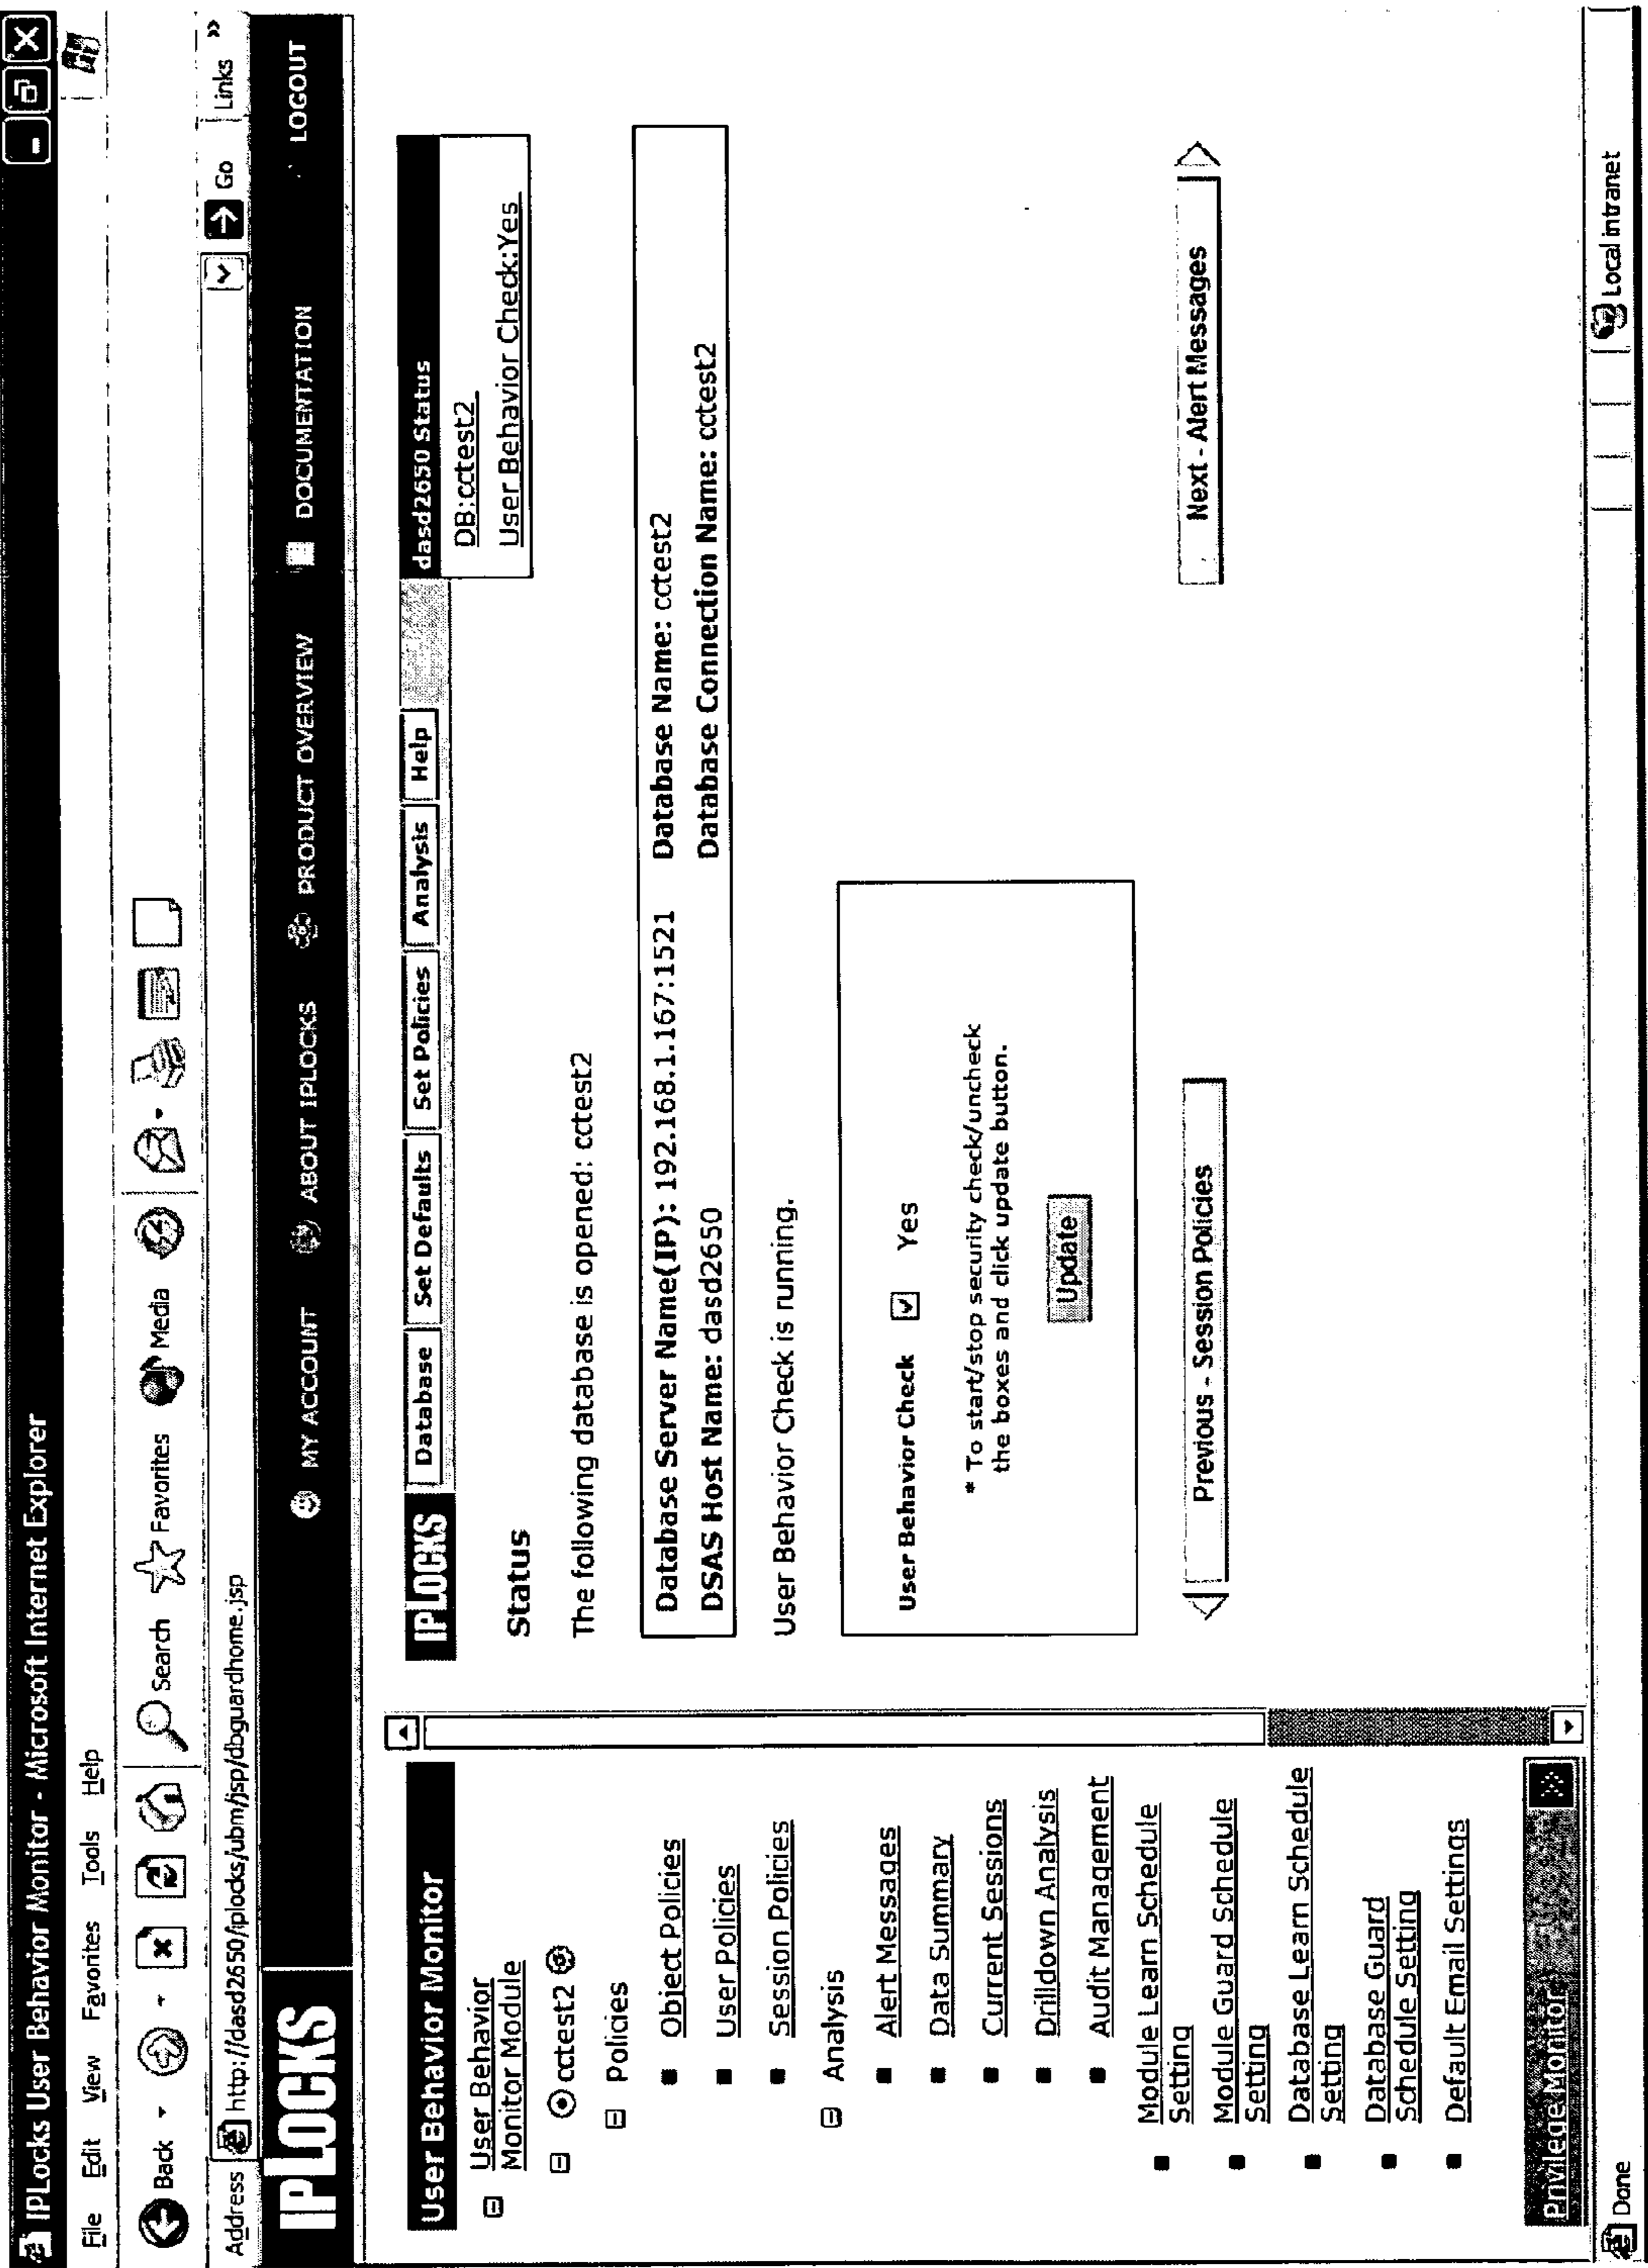 IPLocks User Behavior Monitor - Microsoft Internet Explorer
File Edit View Favorites Tools Help
Back Search Favorites Media
Address http://dasd2650/iplocks/ubm/jsp/dbguardhome.jsp Go Links »
IPLOCKS MY ACCOUNT ABOUT IPLOCKS PRODUCT OVERVIEW DOCUMENTATION LOGOUT
User Behavior Monitor
User Behavior
Monitor Module
cctest2
Policies
Object Policies
User Policies
Session Policies
Analysis
Alert Messages
Data Summary
Current Sessions
Drilldown Analysis
Audit Management
Module Learn Schedule
Setting
Module Guard Schedule
Setting
Database Learn Schedule
Setting
Database Guard
Schedule Setting
Default Email Settings
Privilege Monitor
IPLOCKS Database Set Defaults Set Policies Analysis Help
dasd2650 Status
DB:cctest2
User Behavior Check:Yes
Status
The following database is opened: cctest2
Database Server Name(IP): 192.168.1.167:1521 Database Name: cctest2
DSAS Host Name: dasd2650 Database Connection Name: cctest2
User Behavior Check is running.
User Behavior Check Yes
* To start/stop security check/uncheck
the boxes and click update button.
Update
Previous - Session Policies Next - Alert Messages
Done Local intranet